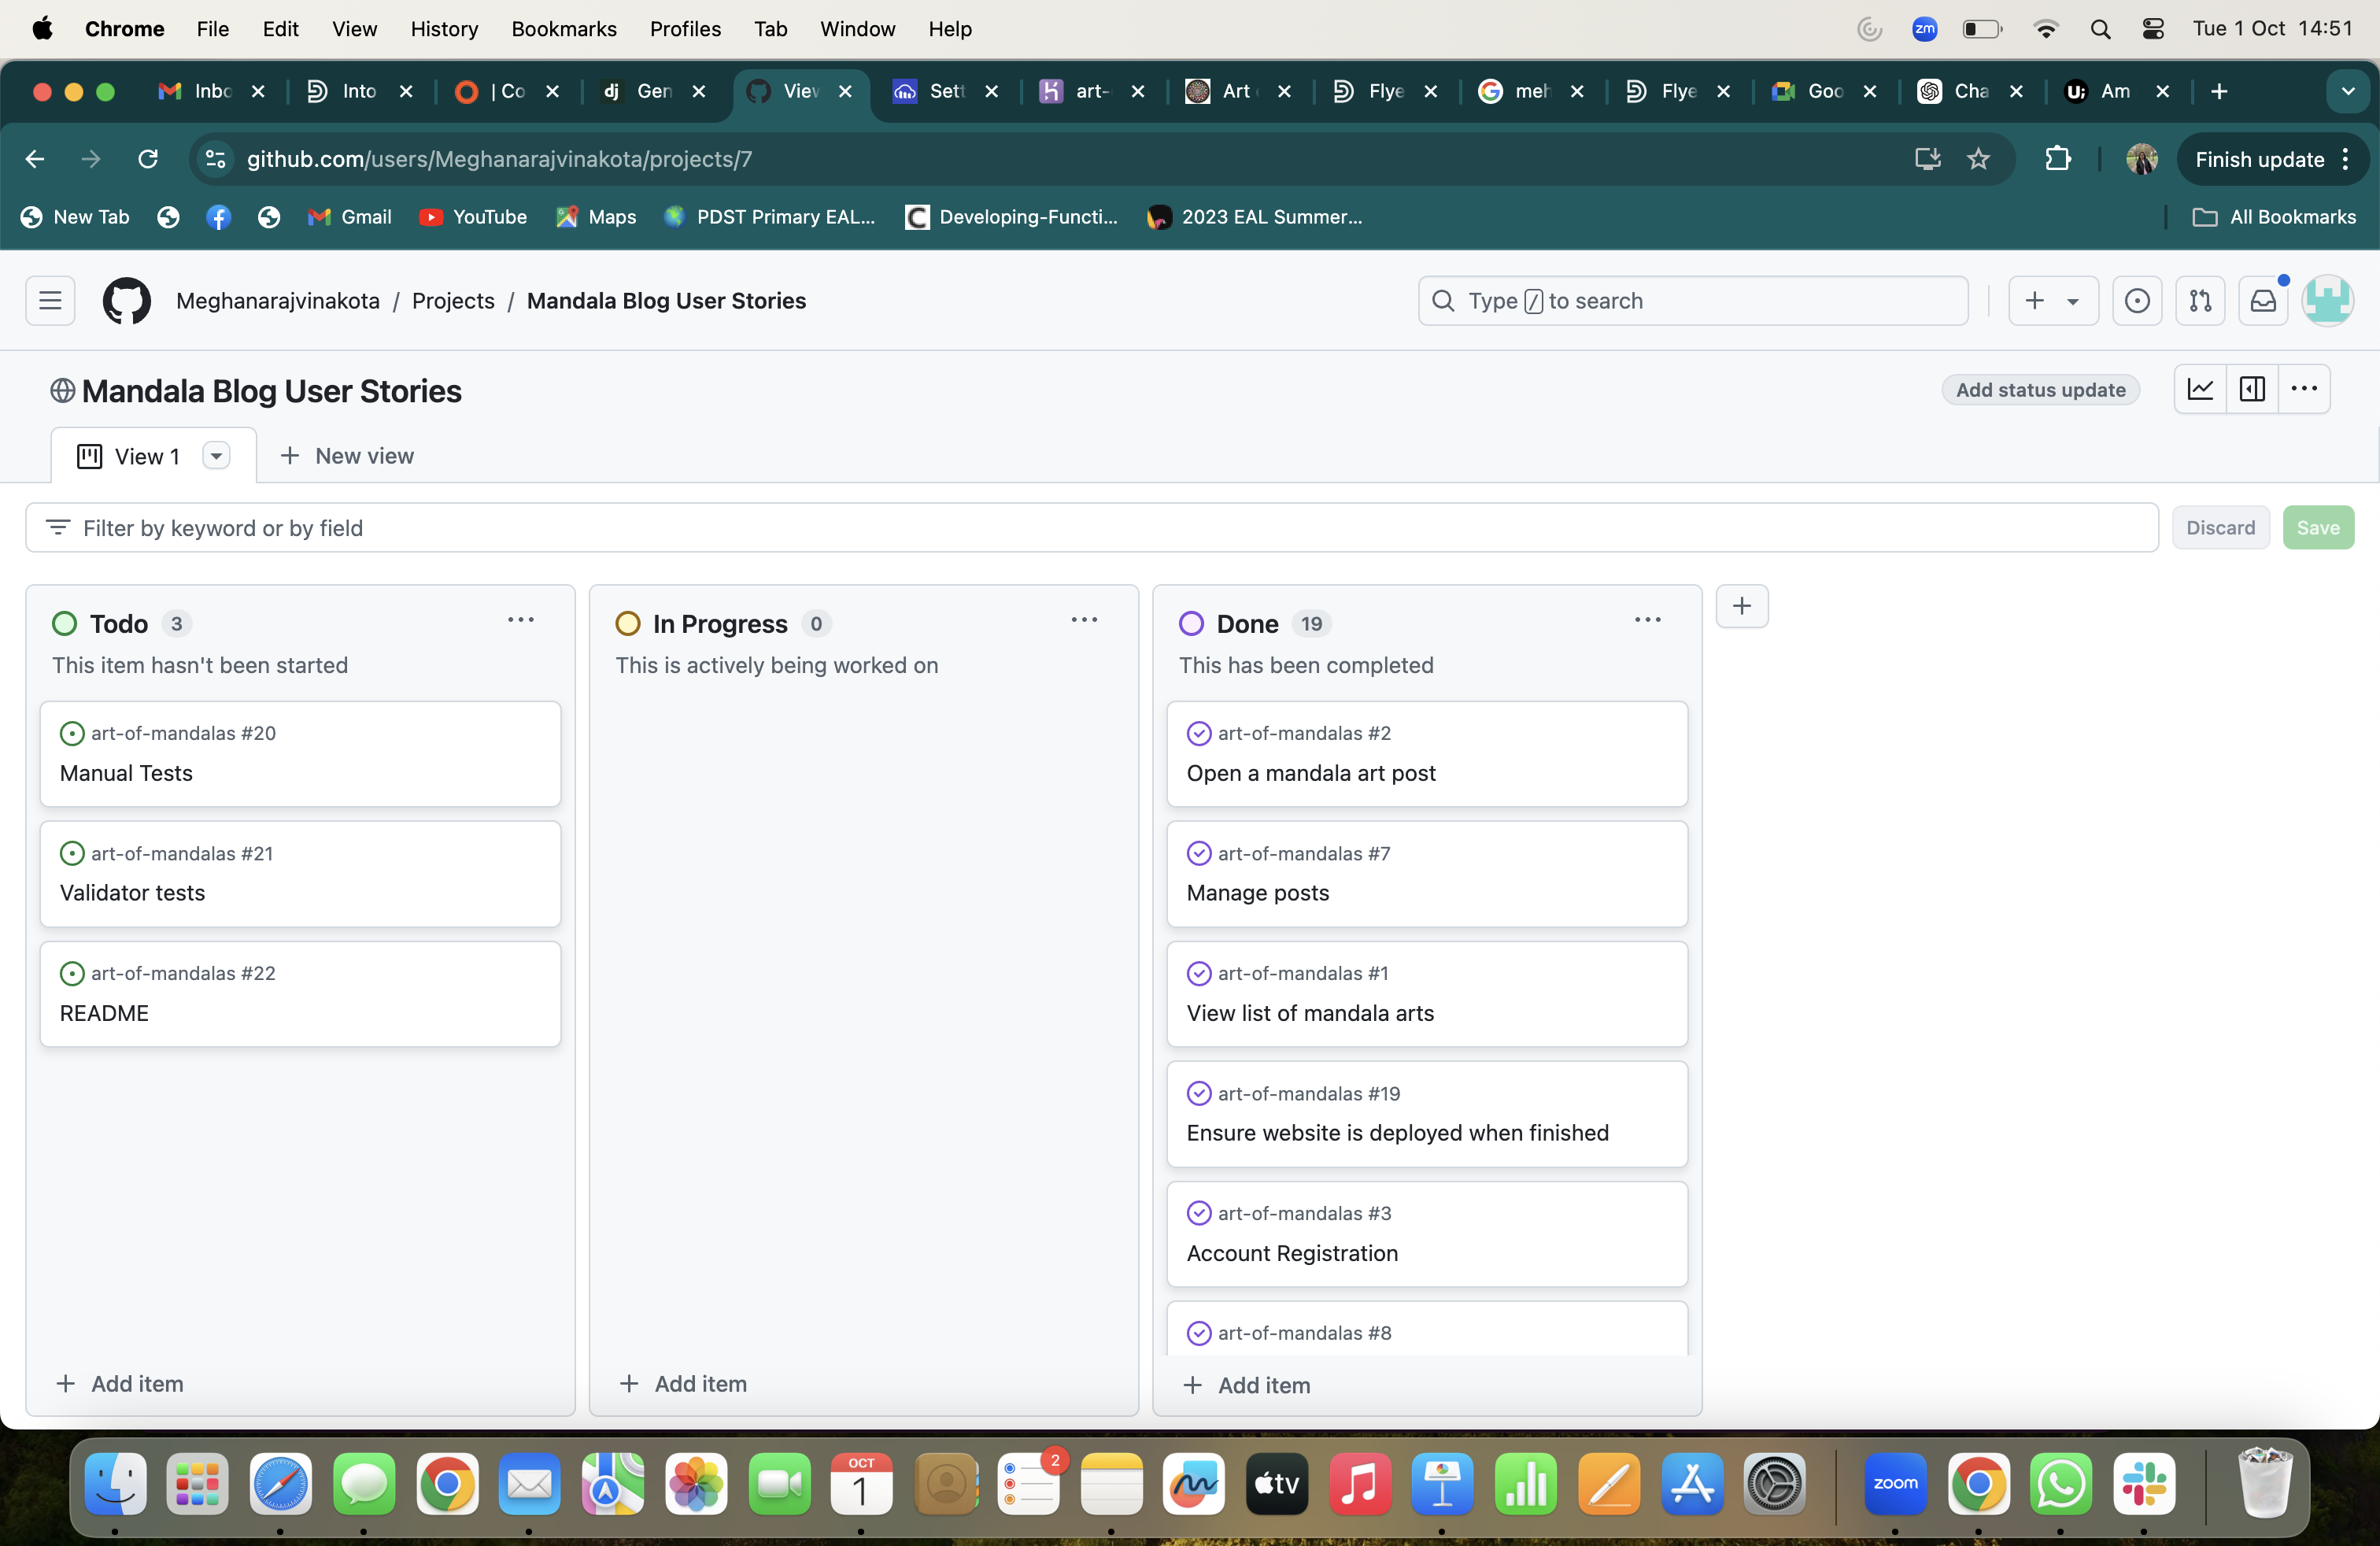 Chrome File Edit View History Bookmarks Profiles Tab Window Help zm Tue 1 Oct 14:51
Inbo Into | Co dj Gen View Sett art- Art Flye meh Flye Goo Cha U; Am
github.com/users/Meghanarajvinakota/projects/7 Finish update
New Tab Gmail YouTube Maps PDST Primary EAL... Developing-Functi... 2023 EAL Summer... All Bookmarks
Meghanarajvinakota / Projects / Mandala Blog User Stories Type / to search
Mandala Blog User Stories Add status update
View 1 New view
Filter by keyword or by field Discard Save
Todo 3
This item hasn't been started
art-of-mandalas #20
Manual Tests
art-of-mandalas #21
Validator tests
art-of-mandalas #22
README
Add item
In Progress 0
This is actively being worked on
Add item
Done 19
This has been completed
art-of-mandalas #2
Open a mandala art post
art-of-mandalas #7
Manage posts
art-of-mandalas #1
View list of mandala arts
art-of-mandalas #19
Ensure website is deployed when finished
art-of-mandalas #3
Account Registration
art-of-mandalas #8
Add item
OCT
1
2
tv
zoom